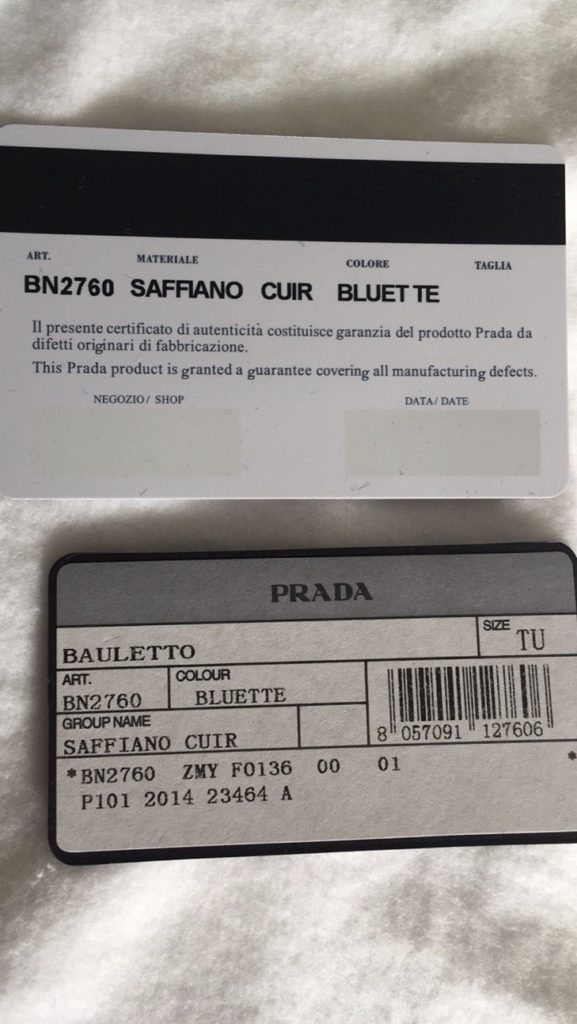 ART. MATERIALE COLORE TAGLIA
BN2760 SAFFIANO CUIR BLUETTE
Il presente certificato di autenticità costituisce garanzia del prodotto Prada da
difetti originari di fabbricazione.
This Prada product is granted a guarantee covering all manufacturing defects.
NEGOZIO/ SHOP DATA/ DATE
PRADA
BAULETTO SIZE TU
ART. COLOUR
BN2760 BLUETTE
GROUP NAME
SAFFIANO CUIR
8 057091 127606
*BN2760 ZMY F0136 00 01 *
P101 2014 23464 A